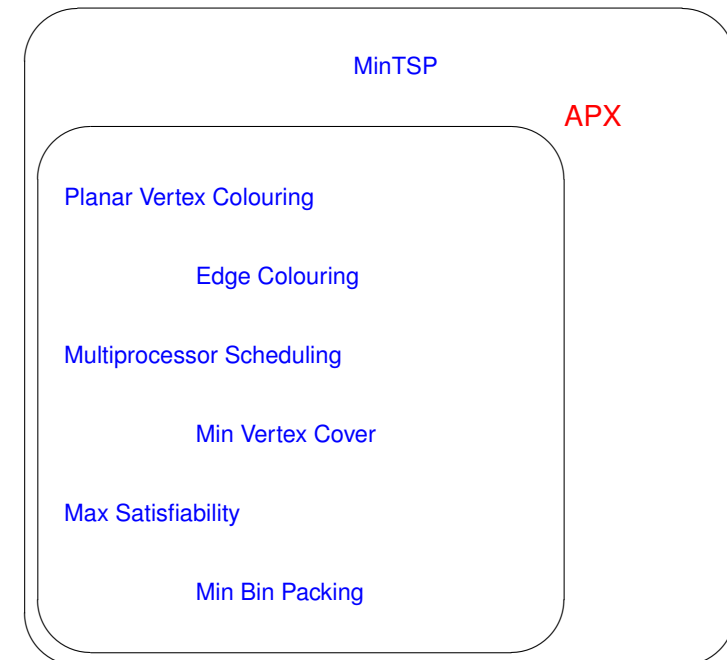 MinTSP
APX
Planar Vertex Colouring
Edge Colouring
Multiprocessor Scheduling
Min Vertex Cover
Max Satisfiability
Min Bin Packing